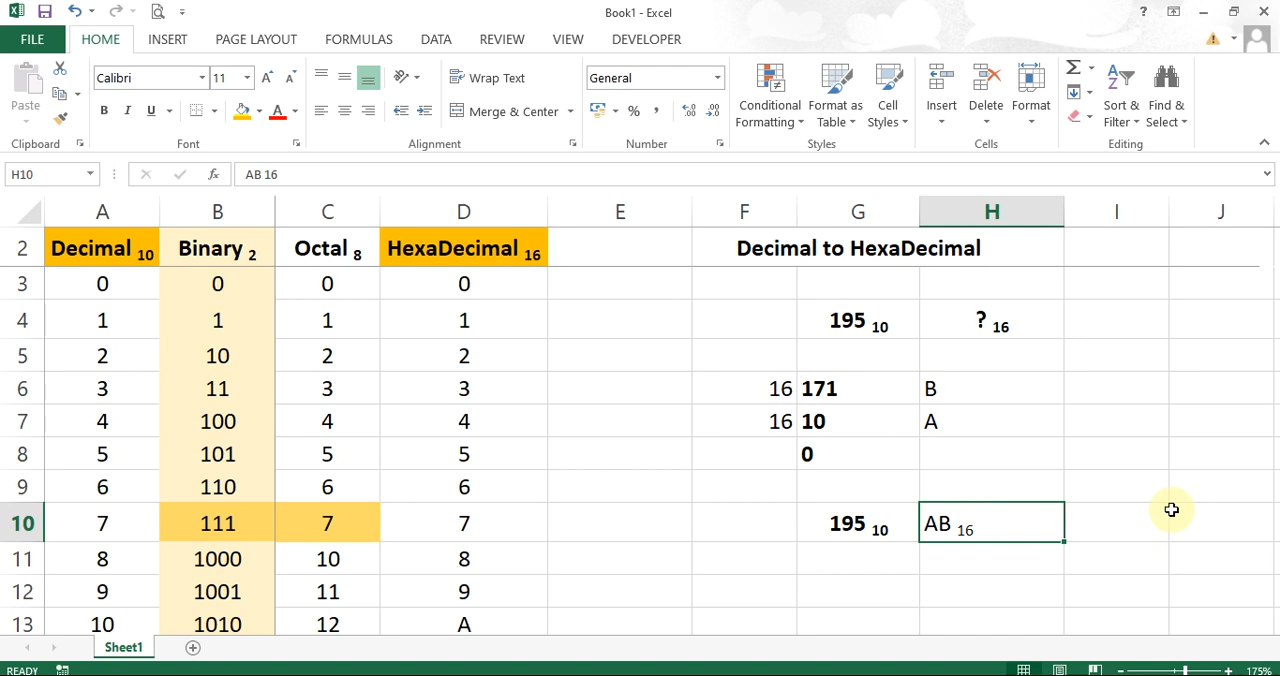 Book1 - Excel
?
FILE HOME INSERT PAGE LAYOUT FORMULAS DATA REVIEW VIEW DEVELOPER
Paste
Calibri 11
B I U A
Wrap Text
Merge & Center
General
% ,
Conditional Formatting
Format as Table
Cell Styles
Insert
Delete
Format
Sort & Filter
Find & Select
Clipboard Font Alignment Number Styles Cells Editing
H10 fx AB 16
A B C D E F G H I J
2 Decimal 10 Binary 2 Octal 8 HexaDecimal 16 Decimal to HexaDecimal
3 0 0 0 0
4 1 1 1 1 195 10 ? 16
5 2 10 2 2
6 3 11 3 3 16 171 B
7 4 100 4 4 16 10 A
8 5 101 5 5 0
9 6 110 6 6
10 7 111 7 7 195 10 AB 16
11 8 1000 10 8
12 9 1001 11 9
13 10 1010 12 A
Sheet1
READY 175%